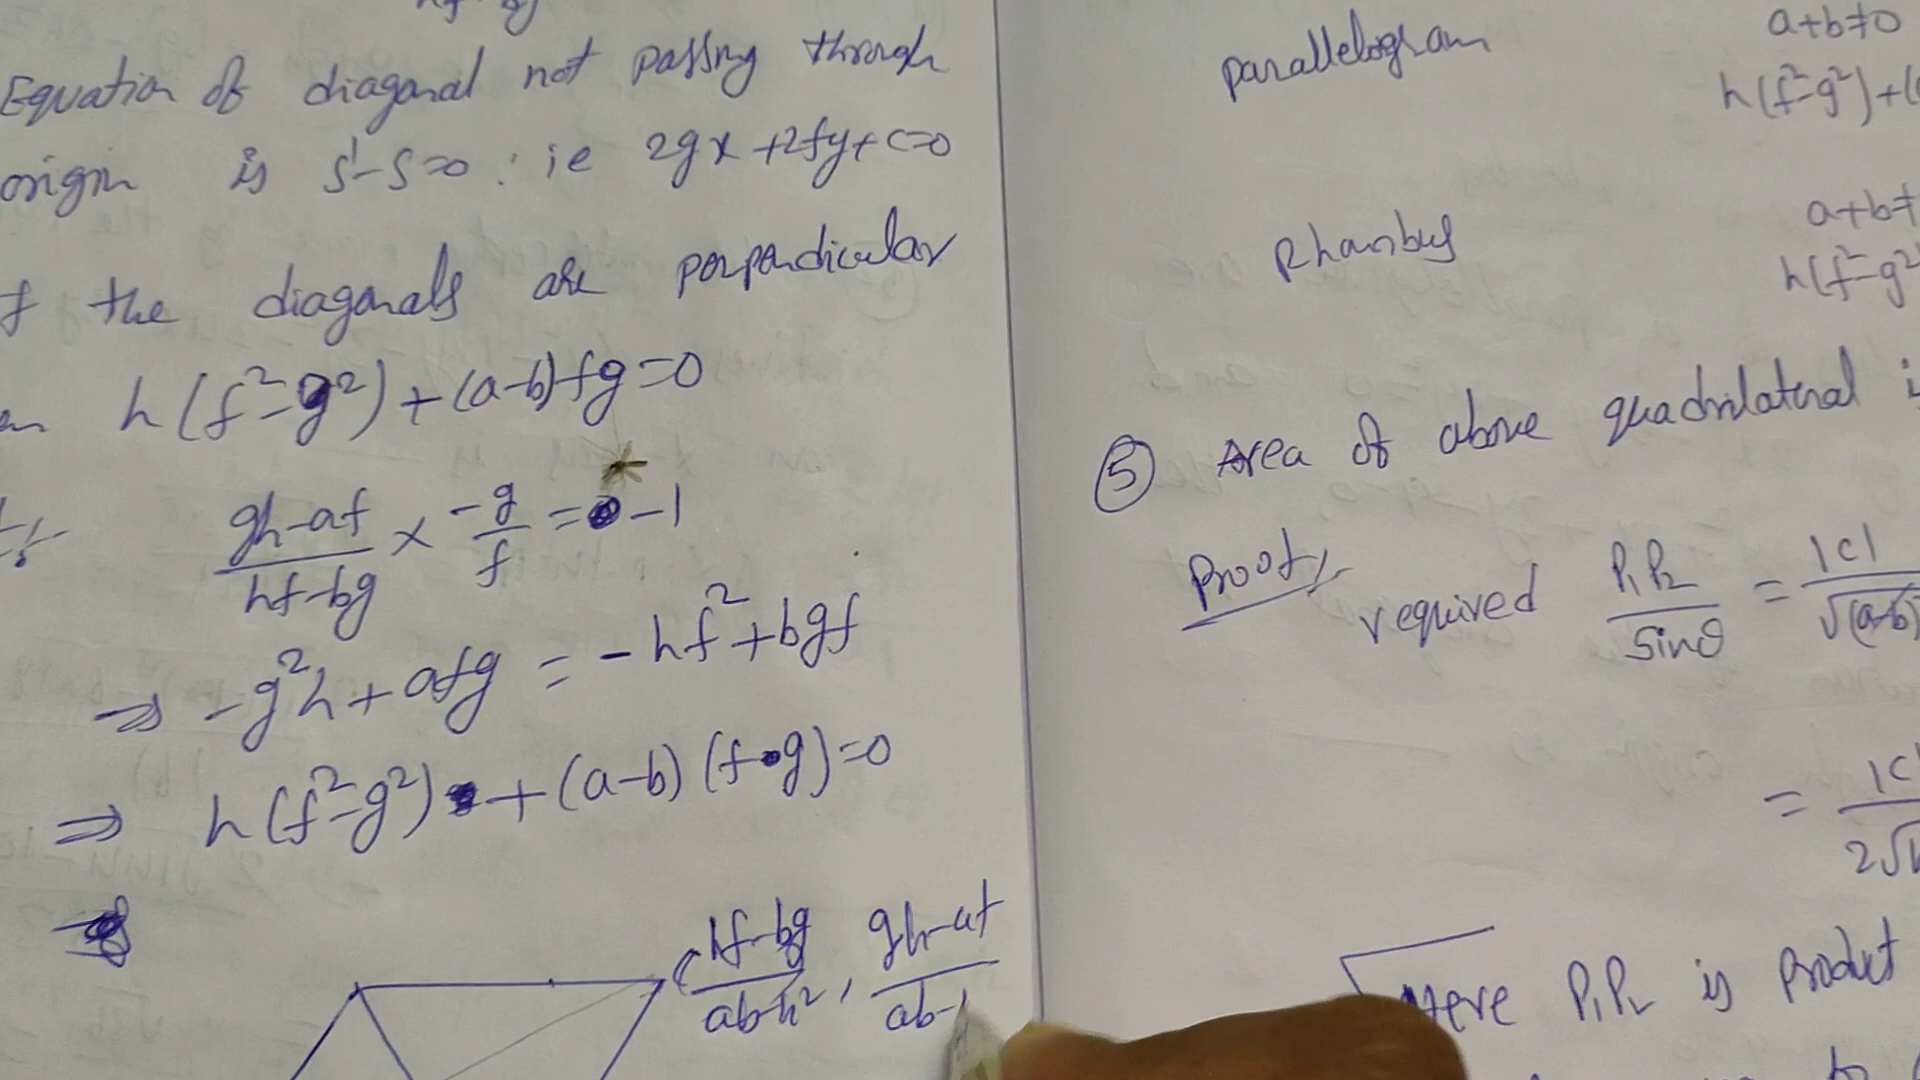 Equation of diagonal not passing through
origin is S'-S=0 : ie 2gx+2fy+c=0
f the diagonals are perpendicular
h(f²-g²)+(a-b)fg=0
gh-af/hf-bg × -g/f = -1
⇒ -g²h+afg = -hf²+bgf
⇒ h(f²-g²)+(a-b)(f•g)=0
(hf-bg/ab-h², gh-af/ab-
parallelogram
a+b≠0
h(f²-g²)+(
Rhombus
a+b≠
h(f²-g²
⑤ Area of above quadrilateral i
Proof
required P₁P₂/Sinθ = |c|/√(a-b)
= |c|/2√
Here P₁P₂ is product